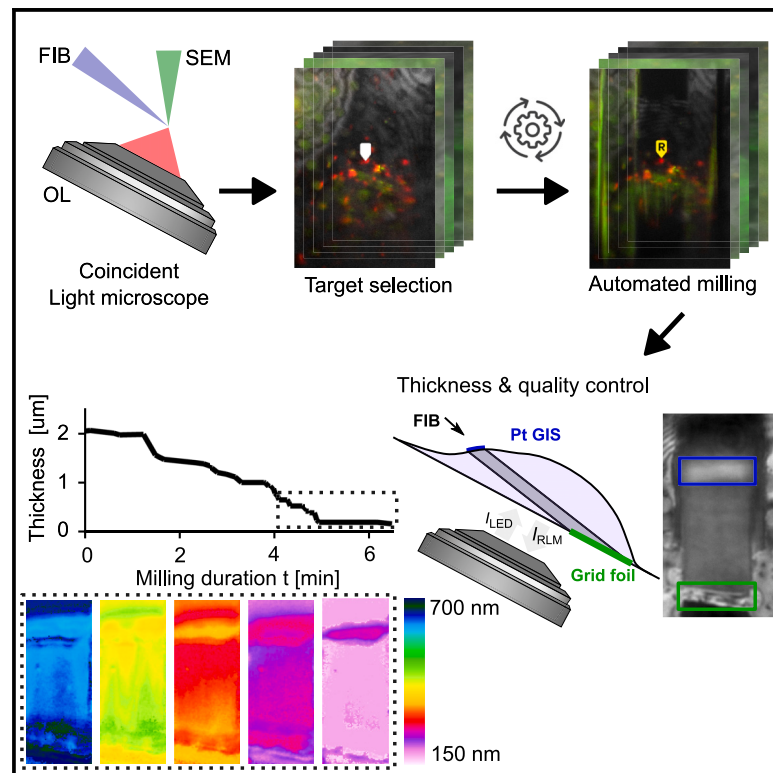 FIB
SEM
OL
Coincident
Light microscope
Target selection
R
Automated milling
Thickness & quality control
FIB
Pt GIS
I_LED
I_RLM
Grid foil
Thickness [um]
2
1
0
0
2
4
6
Milling duration t [min]
700 nm
150 nm